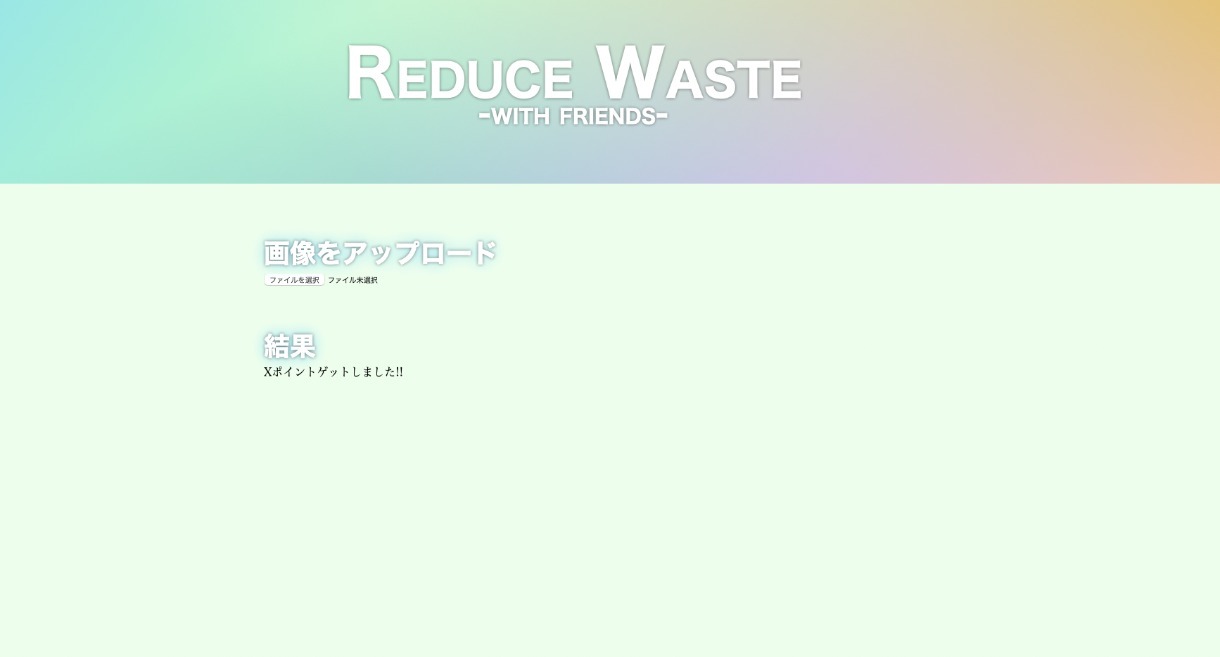 REDUCE WASTE
-WITH FRIENDS-
画像をアップロード
ファイルを選択 ファイル未選択
結果
Xポイントゲットしました!!